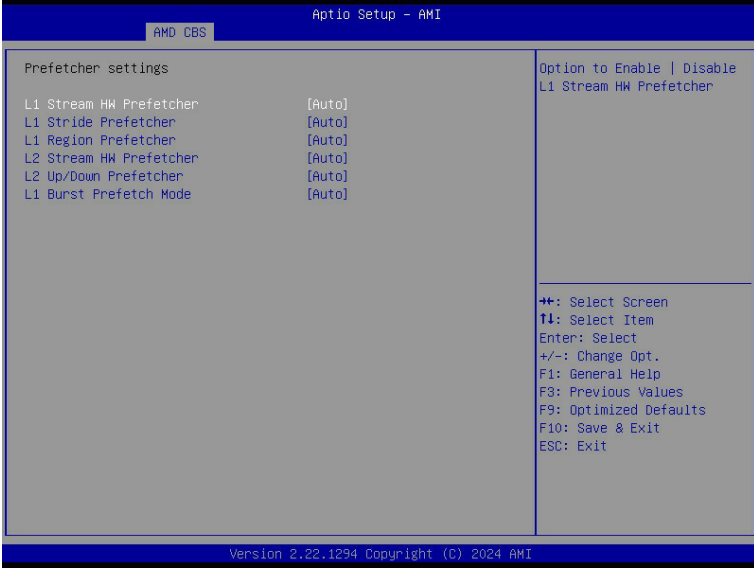 Aptio Setup – AMI
AMD CBS
Prefetcher settings
L1 Stream HW Prefetcher [Auto]
L1 Stride Prefetcher [Auto]
L1 Region Prefetcher [Auto]
L2 Stream HW Prefetcher [Auto]
L2 Up/Down Prefetcher [Auto]
L1 Burst Prefetch Mode [Auto]
Option to Enable | Disable
L1 Stream HW Prefetcher
→←: Select Screen
↑↓: Select Item
Enter: Select
+/-: Change Opt.
F1: General Help
F3: Previous Values
F9: Optimized Defaults
F10: Save & Exit
ESC: Exit
Version 2.22.1294 Copyright (C) 2024 AMI